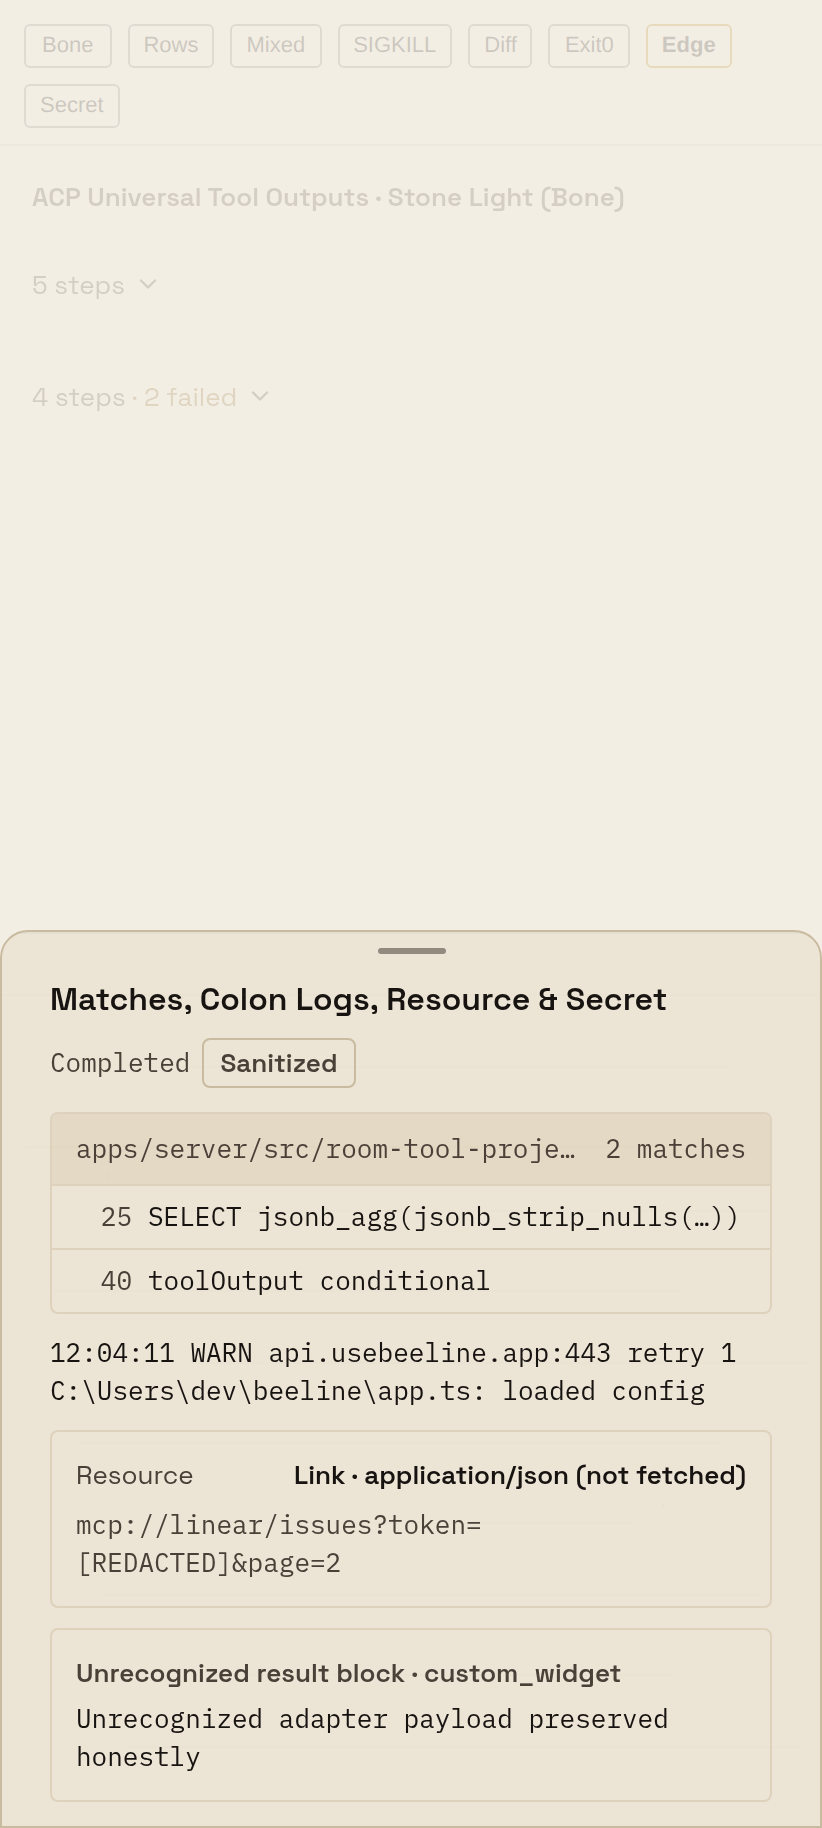 Bone Rows Mixed SIGKILL Diff Exit0 Edge
Secret
ACP Universal Tool Outputs · Stone Light (Bone)
5 steps
4 steps · 2 failed
Matches, Colon Logs, Resource & Secret
Completed Sanitized
apps/server/src/room-tool-proje… 2 matches
25 SELECT jsonb_agg(jsonb_strip_nulls(…))
40 toolOutput conditional
12:04:11 WARN api.usebeeline.app:443 retry 1
C:\Users\dev\beeline\app.ts: loaded config
Resource Link · application/json (not fetched)
mcp://linear/issues?token=
[REDACTED]&page=2
Unrecognized result block · custom_widget
Unrecognized adapter payload preserved
honestly